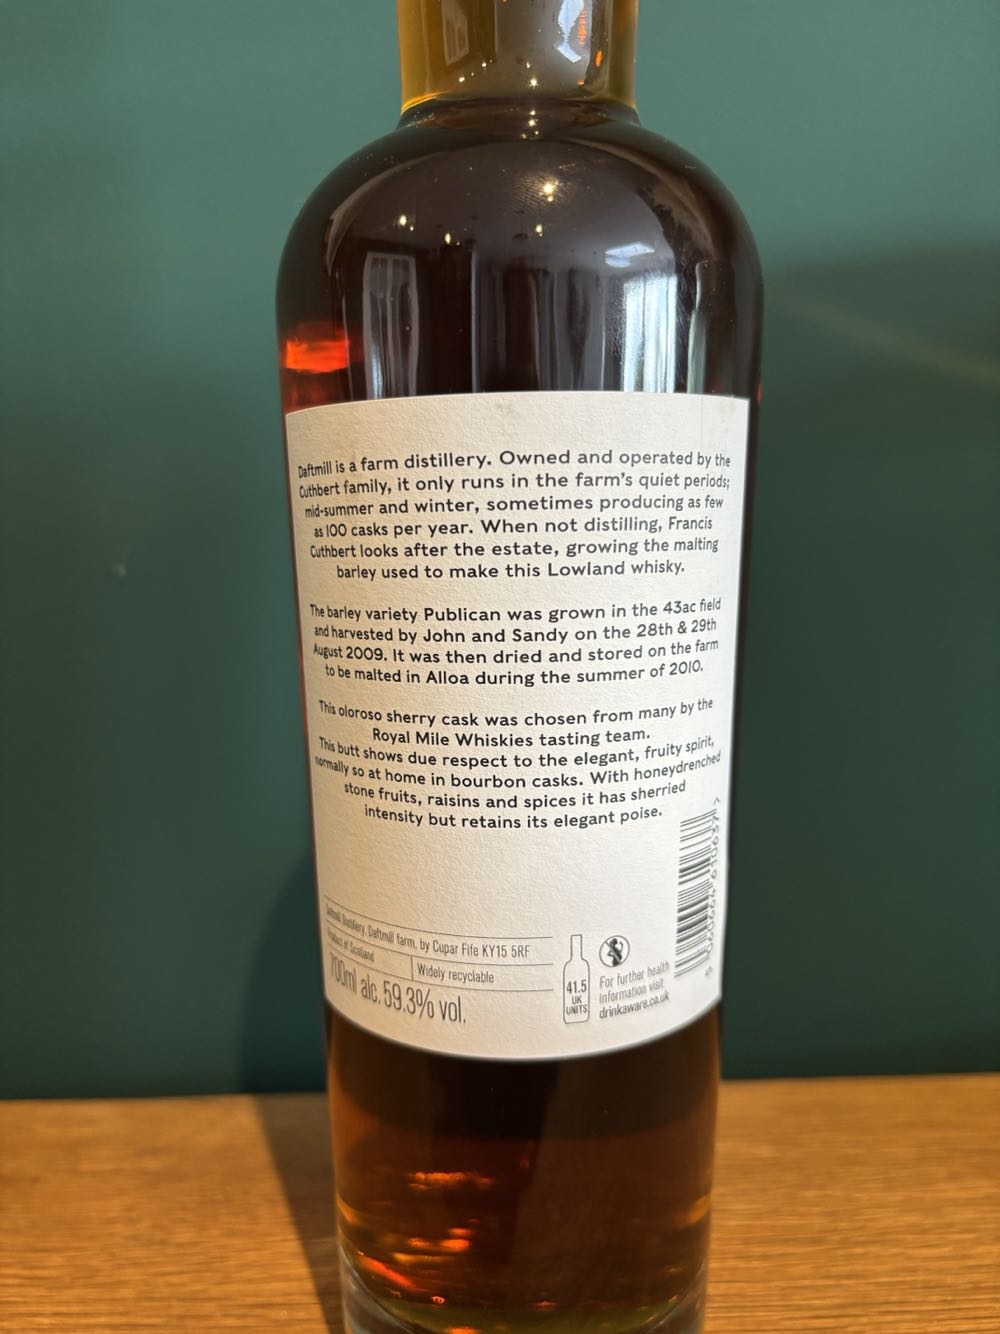 Daftmill is a farm distillery. Owned and operated by the
Cuthbert family, it only runs in the farm's quiet periods;
mid-summer and winter, sometimes producing as few
as 100 casks per year. When not distilling, Francis
Cuthbert looks after the estate, growing the malting
barley used to make this Lowland whisky.
The barley variety Publican was grown in the 43ac field
and harvested by John and Sandy on the 28th & 29th
August 2009. It was then dried and stored on the farm
to be malted in Alloa during the summer of 2010.
This oloroso sherry cask was chosen from many by the
Royal Mile Whiskies tasting team.
This butt shows due respect to the elegant, fruity spirit,
normally so at home in bourbon casks. With honeydrenched
stone fruits, raisins and spices it has sherried
intensity but retains its elegant poise.
Daftmill Distillery, Daftmill farm, by Cupar Fife KY15 5RF
Product of Scotland
Widely recyclable
700ml alc. 59.3% vol.
41.5
UK
UNITS
For further health
information visit
drinkaware.co.uk